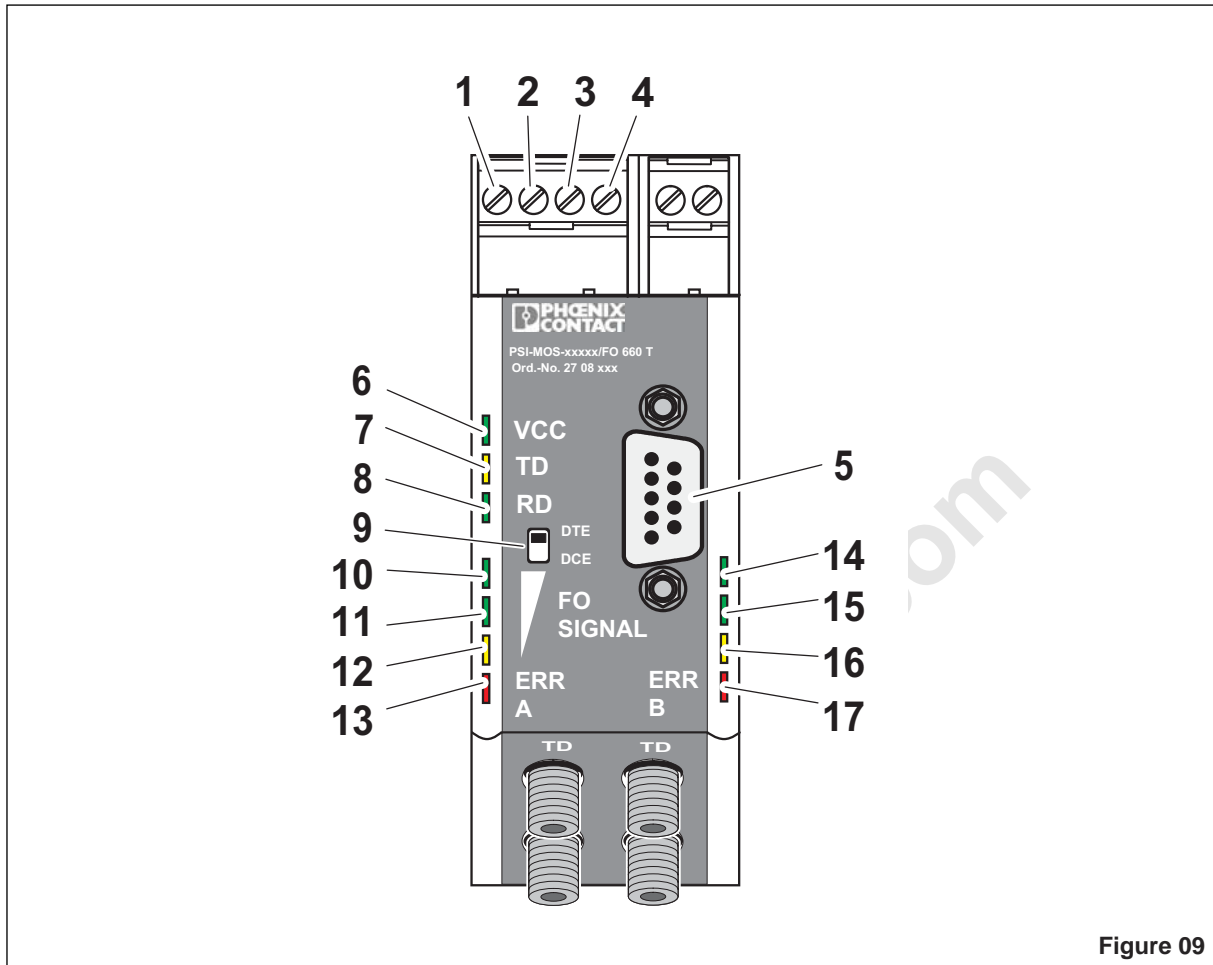 1 2 3 4
PHŒNIX
CONTACT
PSI-MOS-xxxxx/FO 660 T
Ord.-No. 27 08 xxx
6
VCC
7
TD
5
8
RD
9
DTE
DCE
14
10
FO
15
11
SIGNAL
12
16
ERR
ERR
13
A
B
17
TD
TD
com
Figure 09